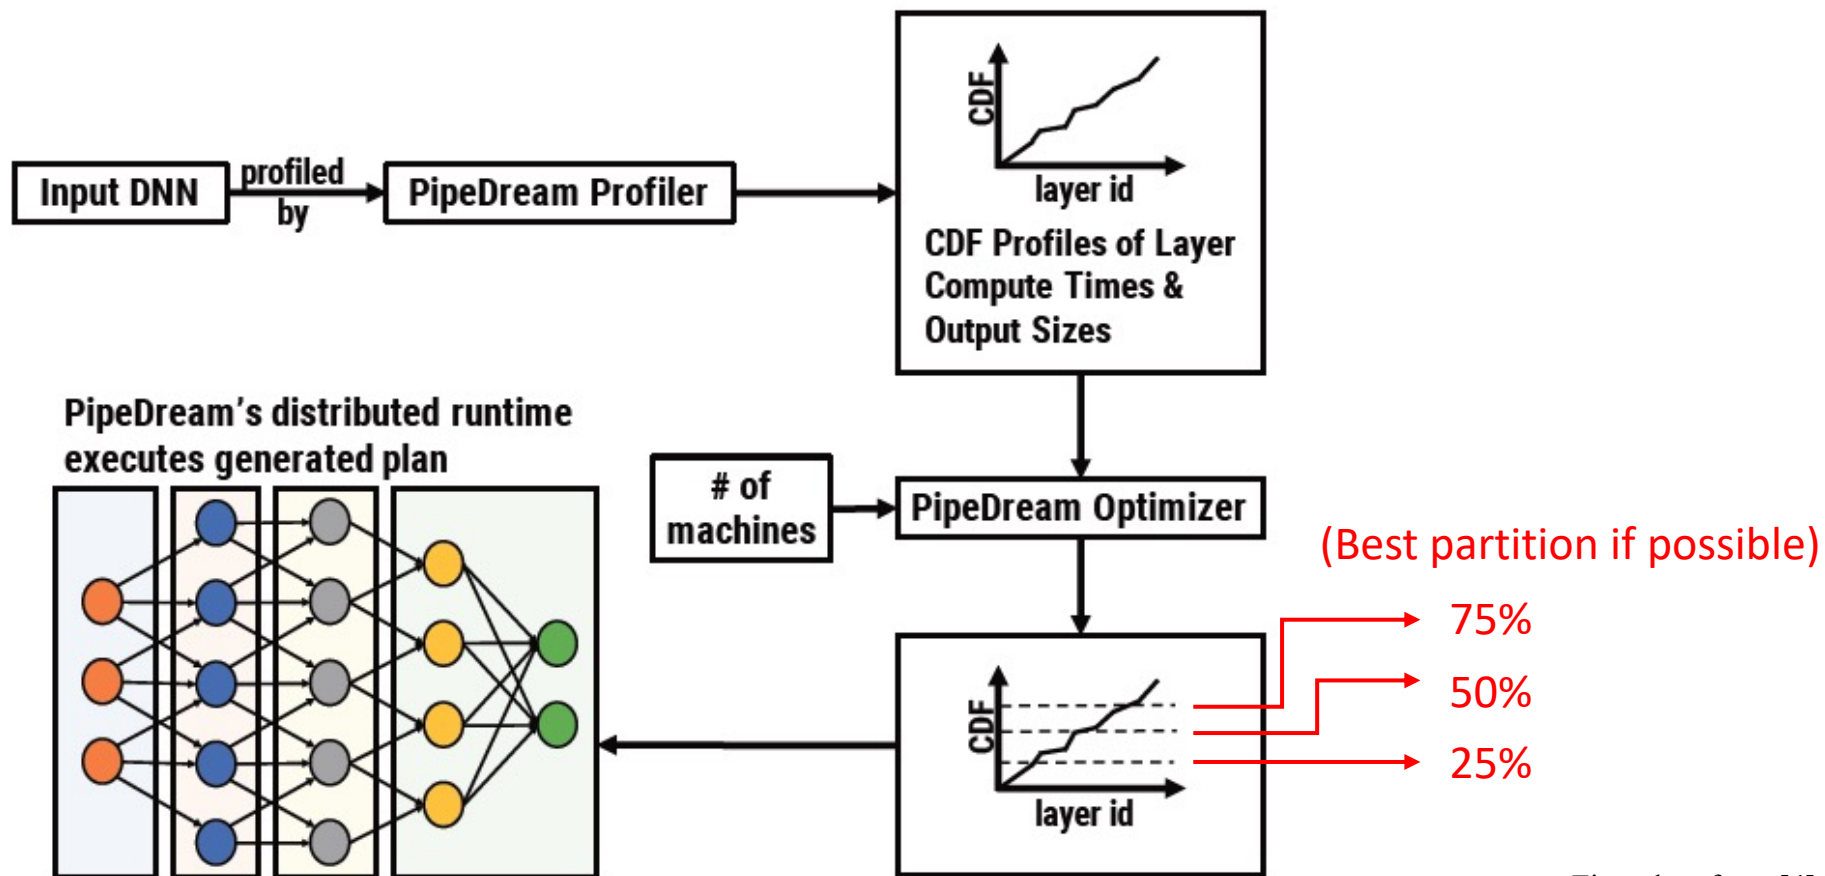 Input DNN
profiled
by
PipeDream Profiler
CDF
layer id
CDF Profiles of Layer
Compute Times &
Output Sizes
PipeDream's distributed runtime
executes generated plan
# of
machines
PipeDream Optimizer
(Best partition if possible)
75%
50%
25%
CDF
layer id